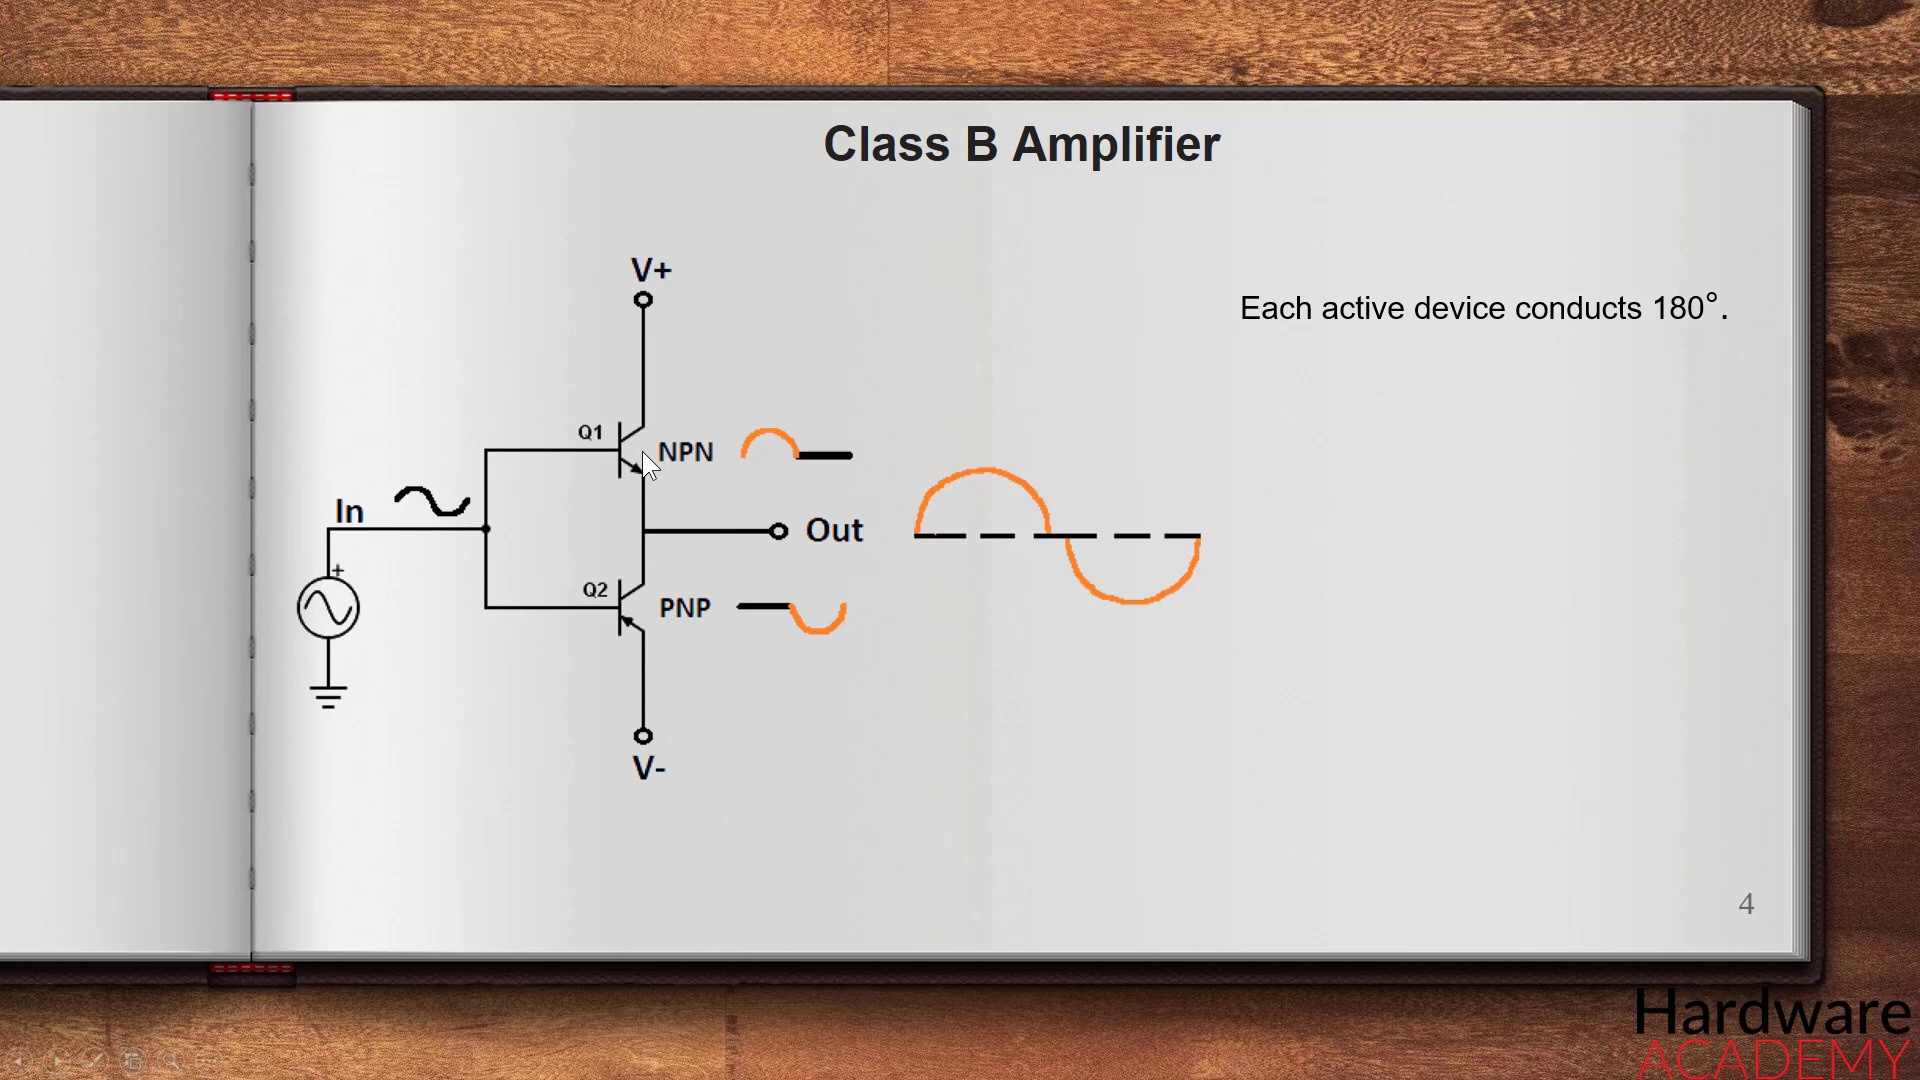 Class B Amplifier
V+
Each active device conducts 180°.
Q1
NPN
In
Out
+
Q2
PNP
V-
4
Hardware
ACADEMY